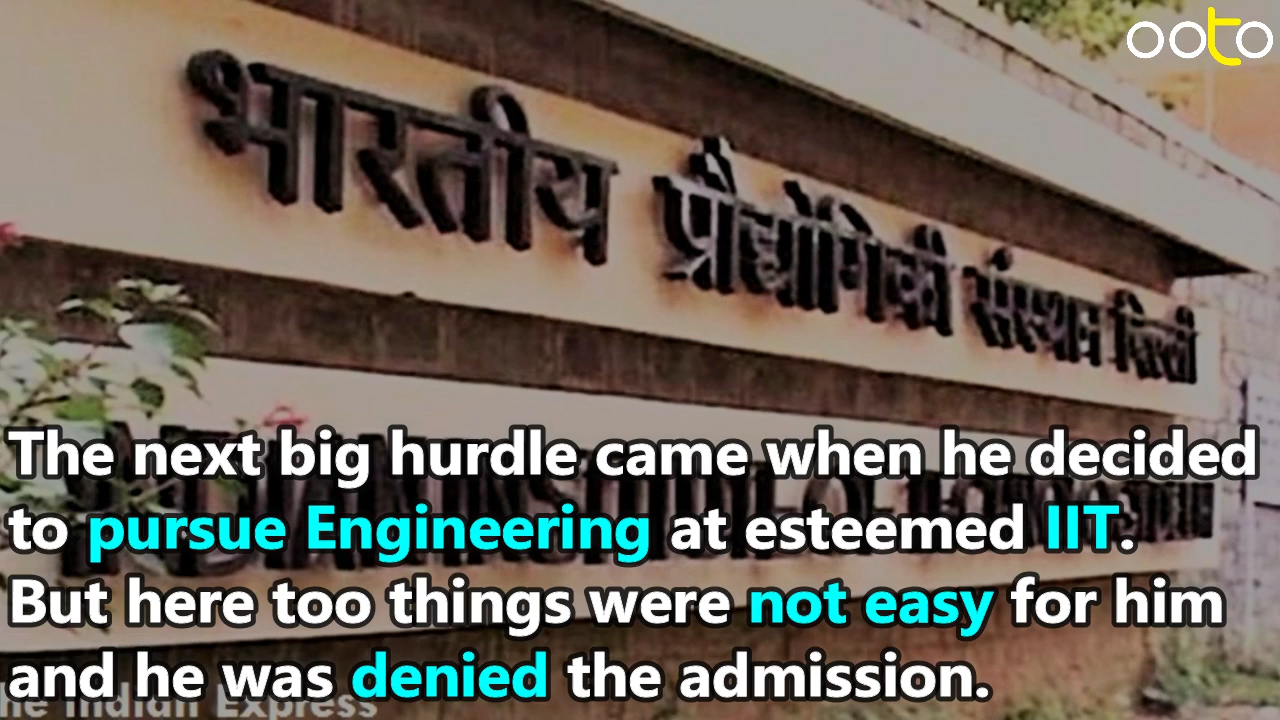 ooto
भारतीय प्रौद्योगिकी संस्थान दिल्ली
The next big hurdle came when he decided
to pursue Engineering at esteemed IIT.
But here too things were not easy for him
and he was denied the admission.
he Indian Express